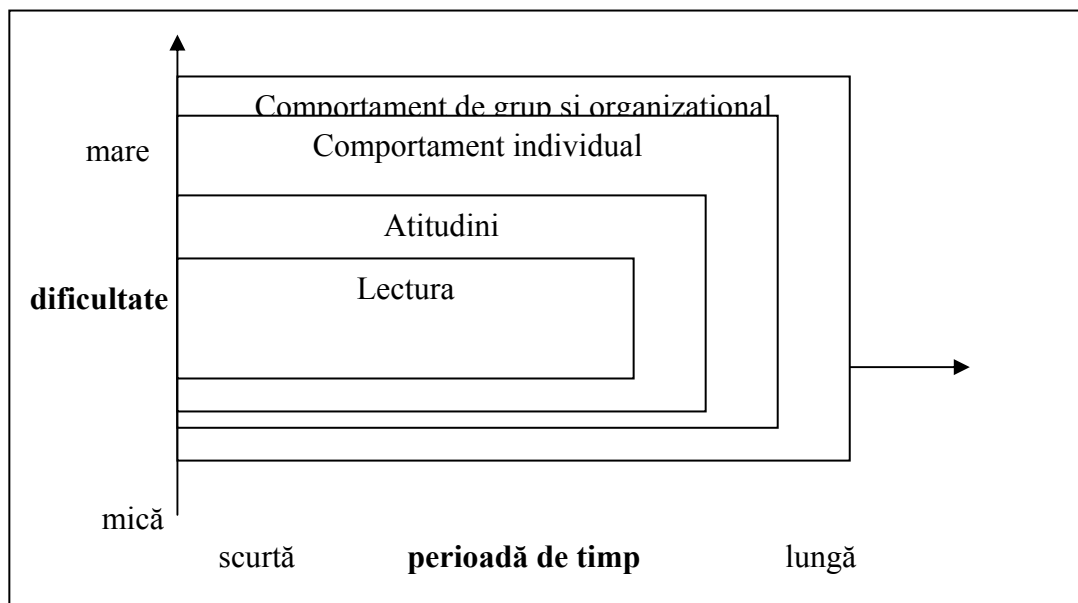 Comportament de grup si organizational
mare
Comportament individual
Atitudini
dificultate
Lectura
mică
scurtă perioadă de timp lungă